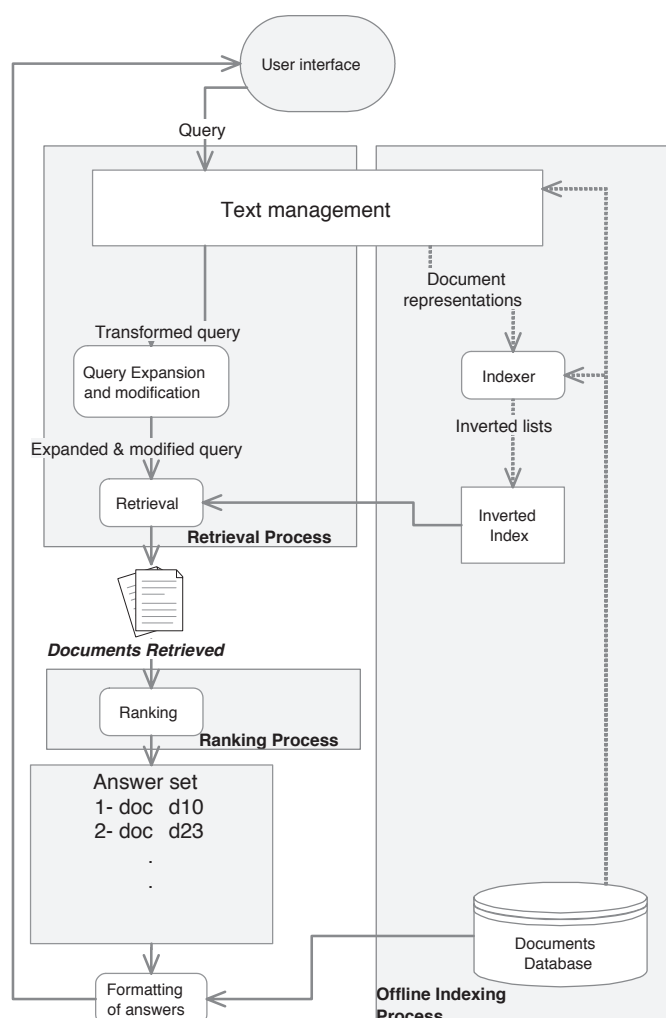 User interface
Query
Text management
Document
representations
Transformed query
Query Expansion
and modification
Indexer
Expanded & modified query
Inverted lists
Retrieval
Inverted
Index
Retrieval Process
Documents Retrieved
Ranking
Ranking Process
Answer set
1- doc d10
2- doc d23
.
.
Documents
Database
Formatting
of answers
Offline Indexing
Process